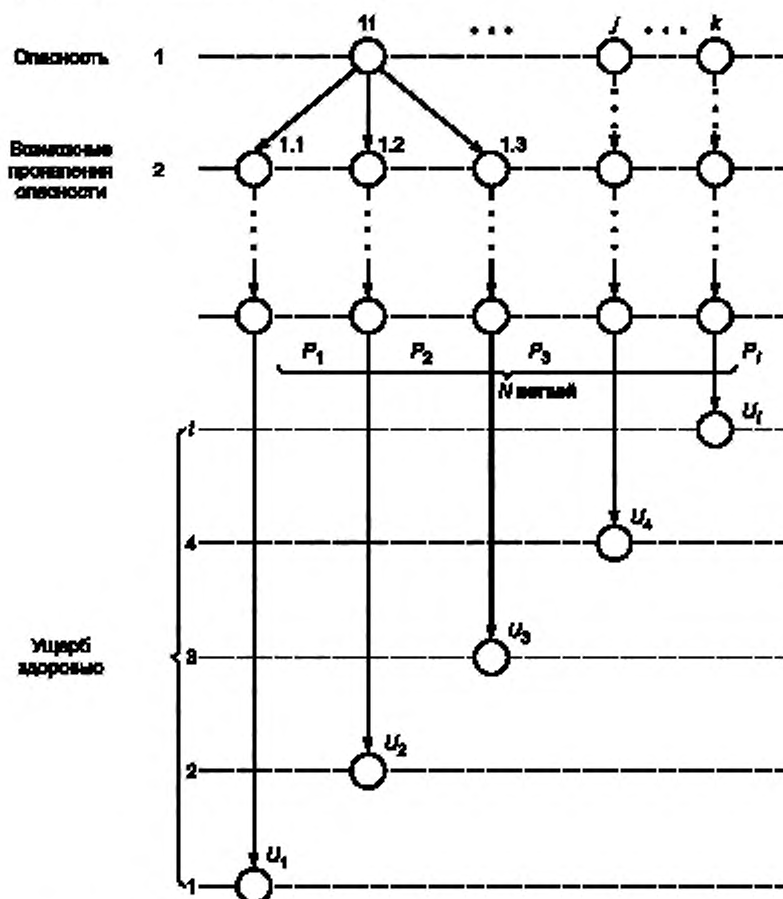 11 ... j ... k
Опасность 1
1.1 1.2 1.3
Возможные
проявления
опасности
2
P1 P2 P3 Pi
N ветвей
i Ui
4 U4
Ущерб
здоровью
3 U3
2 U2
1 U1